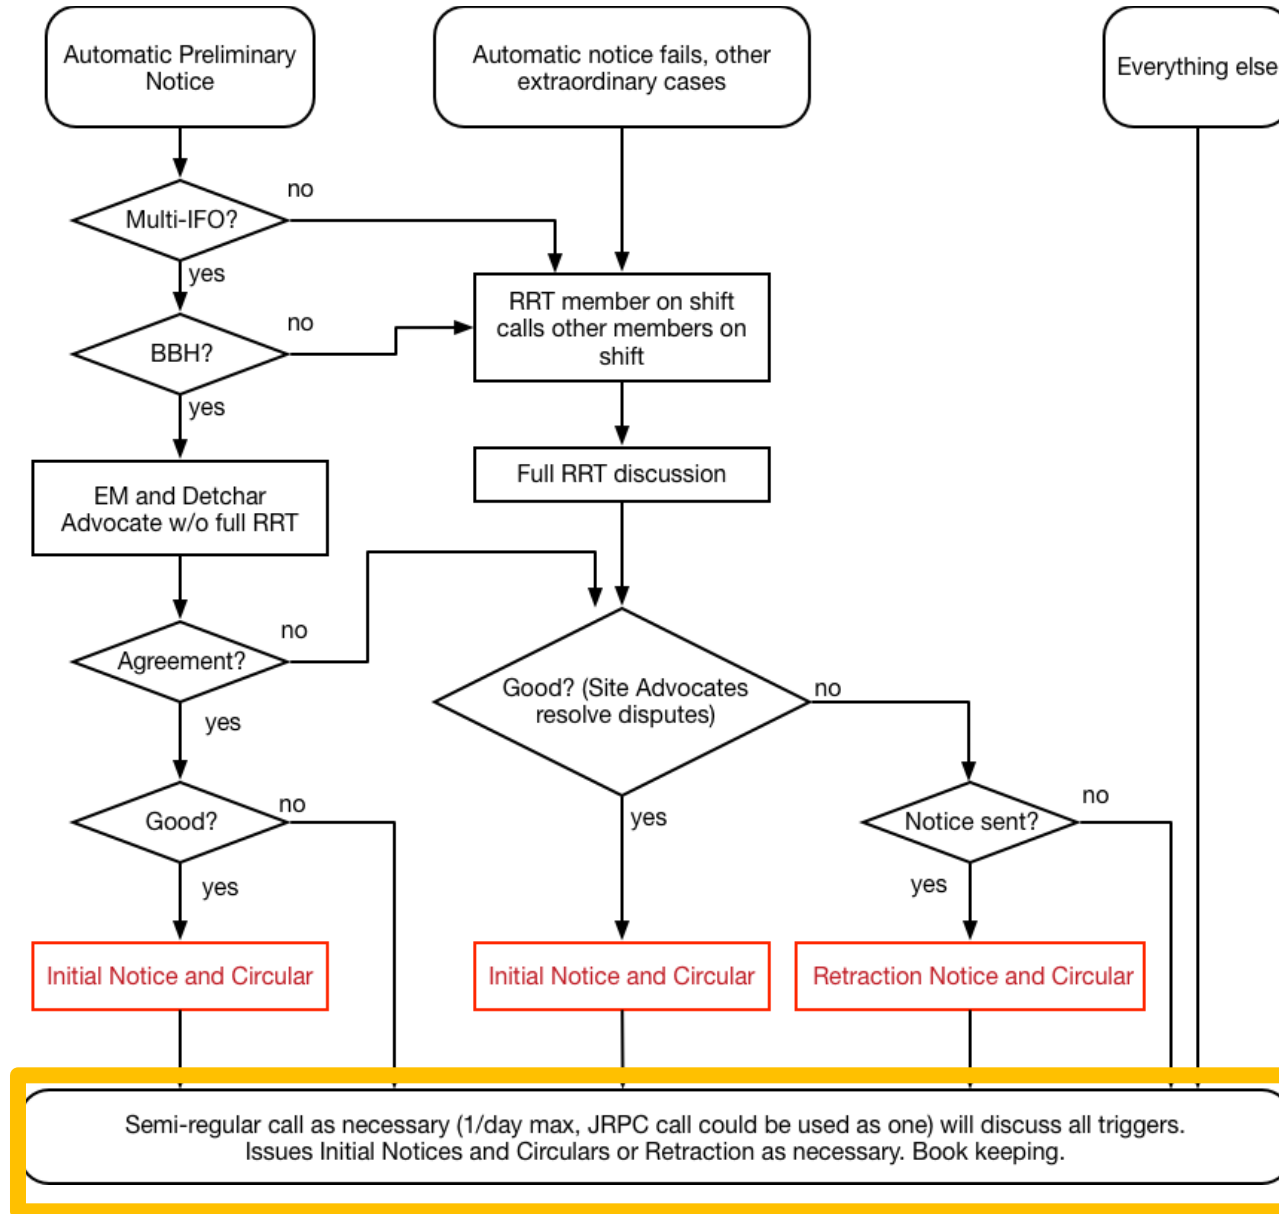 Automatic Preliminary
Notice
Automatic notice fails, other
extraordinary cases
Everything else
Multi-IFO?
no
yes
RRT member on shift
calls other members on
shift
BBH?
no
yes
EM and Detchar
Advocate w/o full RRT
Full RRT discussion
Agreement?
no
yes
Good? (Site Advocates
resolve disputes)
no
yes
Good?
no
yes
Notice sent?
no
yes
Initial Notice and Circular
Initial Notice and Circular
Retraction Notice and Circular
Semi-regular call as necessary (1/day max, JRPC call could be used as one) will discuss all triggers.
Issues Initial Notices and Circulars or Retraction as necessary. Book keeping.